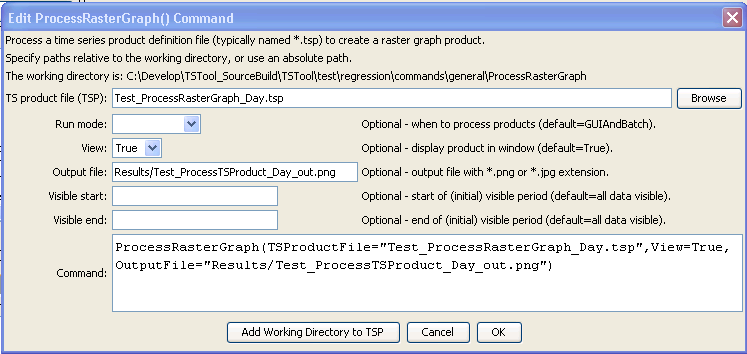 Edit ProcessRasterGraph() Command
Process a time series product definition file (typically named *.tsp) to create a raster graph product.
Specify paths relative to the working directory, or use an absolute path.
The working directory is: C:\Develop\TSTool_SourceBuild\TSTool\test\regression\commands\general\ProcessRasterGraph
TS product file (TSP): Test_ProcessRasterGraph_Day.tsp Browse
Run mode: Optional - when to process products (default=GUIAndBatch).
View: True Optional - display product in window (default=True).
Output file: Results/Test_ProcessTSProduct_Day_out.png Optional - output file with *.png or *.jpg extension.
Visible start: Optional - start of (initial) visible period (default=all data visible).
Visible end: Optional - end of (initial) visible period (default=all data visible).
Command: ProcessRasterGraph(TSProductFile="Test_ProcessRasterGraph_Day.tsp",View=True,
OutputFile="Results/Test_ProcessTSProduct_Day_out.png")
Add Working Directory to TSP Cancel OK